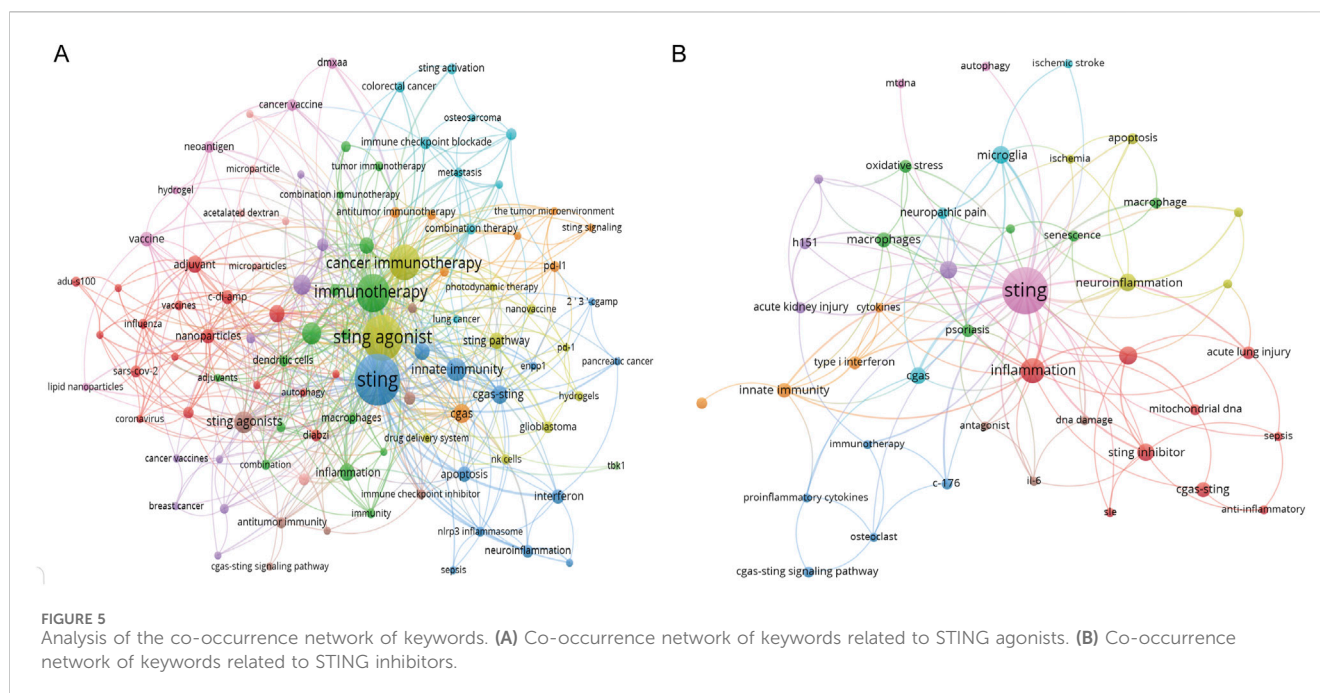 A
B
dmxaa
sting activation
colorectal cancer
cancer vaccine
osteosarcoma
neoantigen
immune checkpoint blockade
microparticle
tumor immunotherapy
metastasis
hydrogel
combination immunotherapy
acetalated dextran
antitumor immunotherapy
the tumor microenvironment
combination therapy
sting signaling
vaccine
adjuvant
microparticles
cancer immunotherapy
pd-l1
adu-s100
c-di-amp
immunotherapy
photodynamic therapy
2 ' 3 ' cgamp
vaccines
nanovaccine
influenza
lung cancer
nanoparticles
sting agonist
sting pathway
pd-1
sars-cov-2
dendritic cells
innate immunity
enpp1
pancreatic cancer
lipid nanoparticles
adjuvants
autophagy
sting
cgas-sting
hydrogels
coronavirus
sting agonists
macrophages
cgas
glioblastoma
diabzi
drug delivery system
cancer vaccines
combination
inflammation
nk cells
tbk1
apoptosis
breast cancer
immune checkpoint inhibitor
interferon
immunity
antitumor immunity
nlrp3 inflammasome
neuroinflammation
cgas-sting signaling pathway
sepsis
autophagy
ischemic stroke
mtdna
apoptosis
microglia
ischemia
oxidative stress
macrophage
neuropathic pain
h151
macrophages
senescence
sting
neuroinflammation
acute kidney injury
cytokines
psoriasis
type i interferon
acute lung injury
inflammation
innate immunity
cgas
mitochondrial dna
antagonist
dna damage
immunotherapy
sepsis
sting inhibitor
c-176
il-6
proinflammatory cytokines
cgas-sting
sle
anti-inflammatory
osteoclast
cgas-sting signaling pathway
FIGURE 5
Analysis of the co-occurrence network of keywords. (A) Co-occurrence network of keywords related to STING agonists. (B) Co-occurrence
network of keywords related to STING inhibitors.